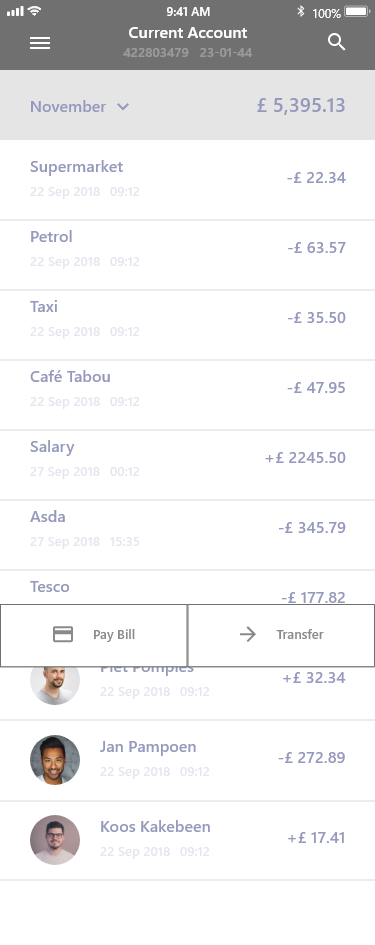 9:41 AM 100%
Current Account
422803479 23-01-44
November £ 5,395.13
Supermarket
22 Sep 2018 09:12
-£ 22.34
Petrol
22 Sep 2018 09:12
-£ 63.57
Taxi
22 Sep 2018 09:12
-£ 35.50
Café Tabou
22 Sep 2018 09:12
-£ 47.95
Salary
27 Sep 2018 00:12
+£ 2245.50
Asda
27 Sep 2018 15:35
-£ 345.79
Tesco
-£ 177.82
Pay Bill Transfer
Piet Pompies
22 Sep 2018 09:12
+£ 32.34
Jan Pampoen
22 Sep 2018 09:12
-£ 272.89
Koos Kakebeen
22 Sep 2018 09:12
+£ 17.41